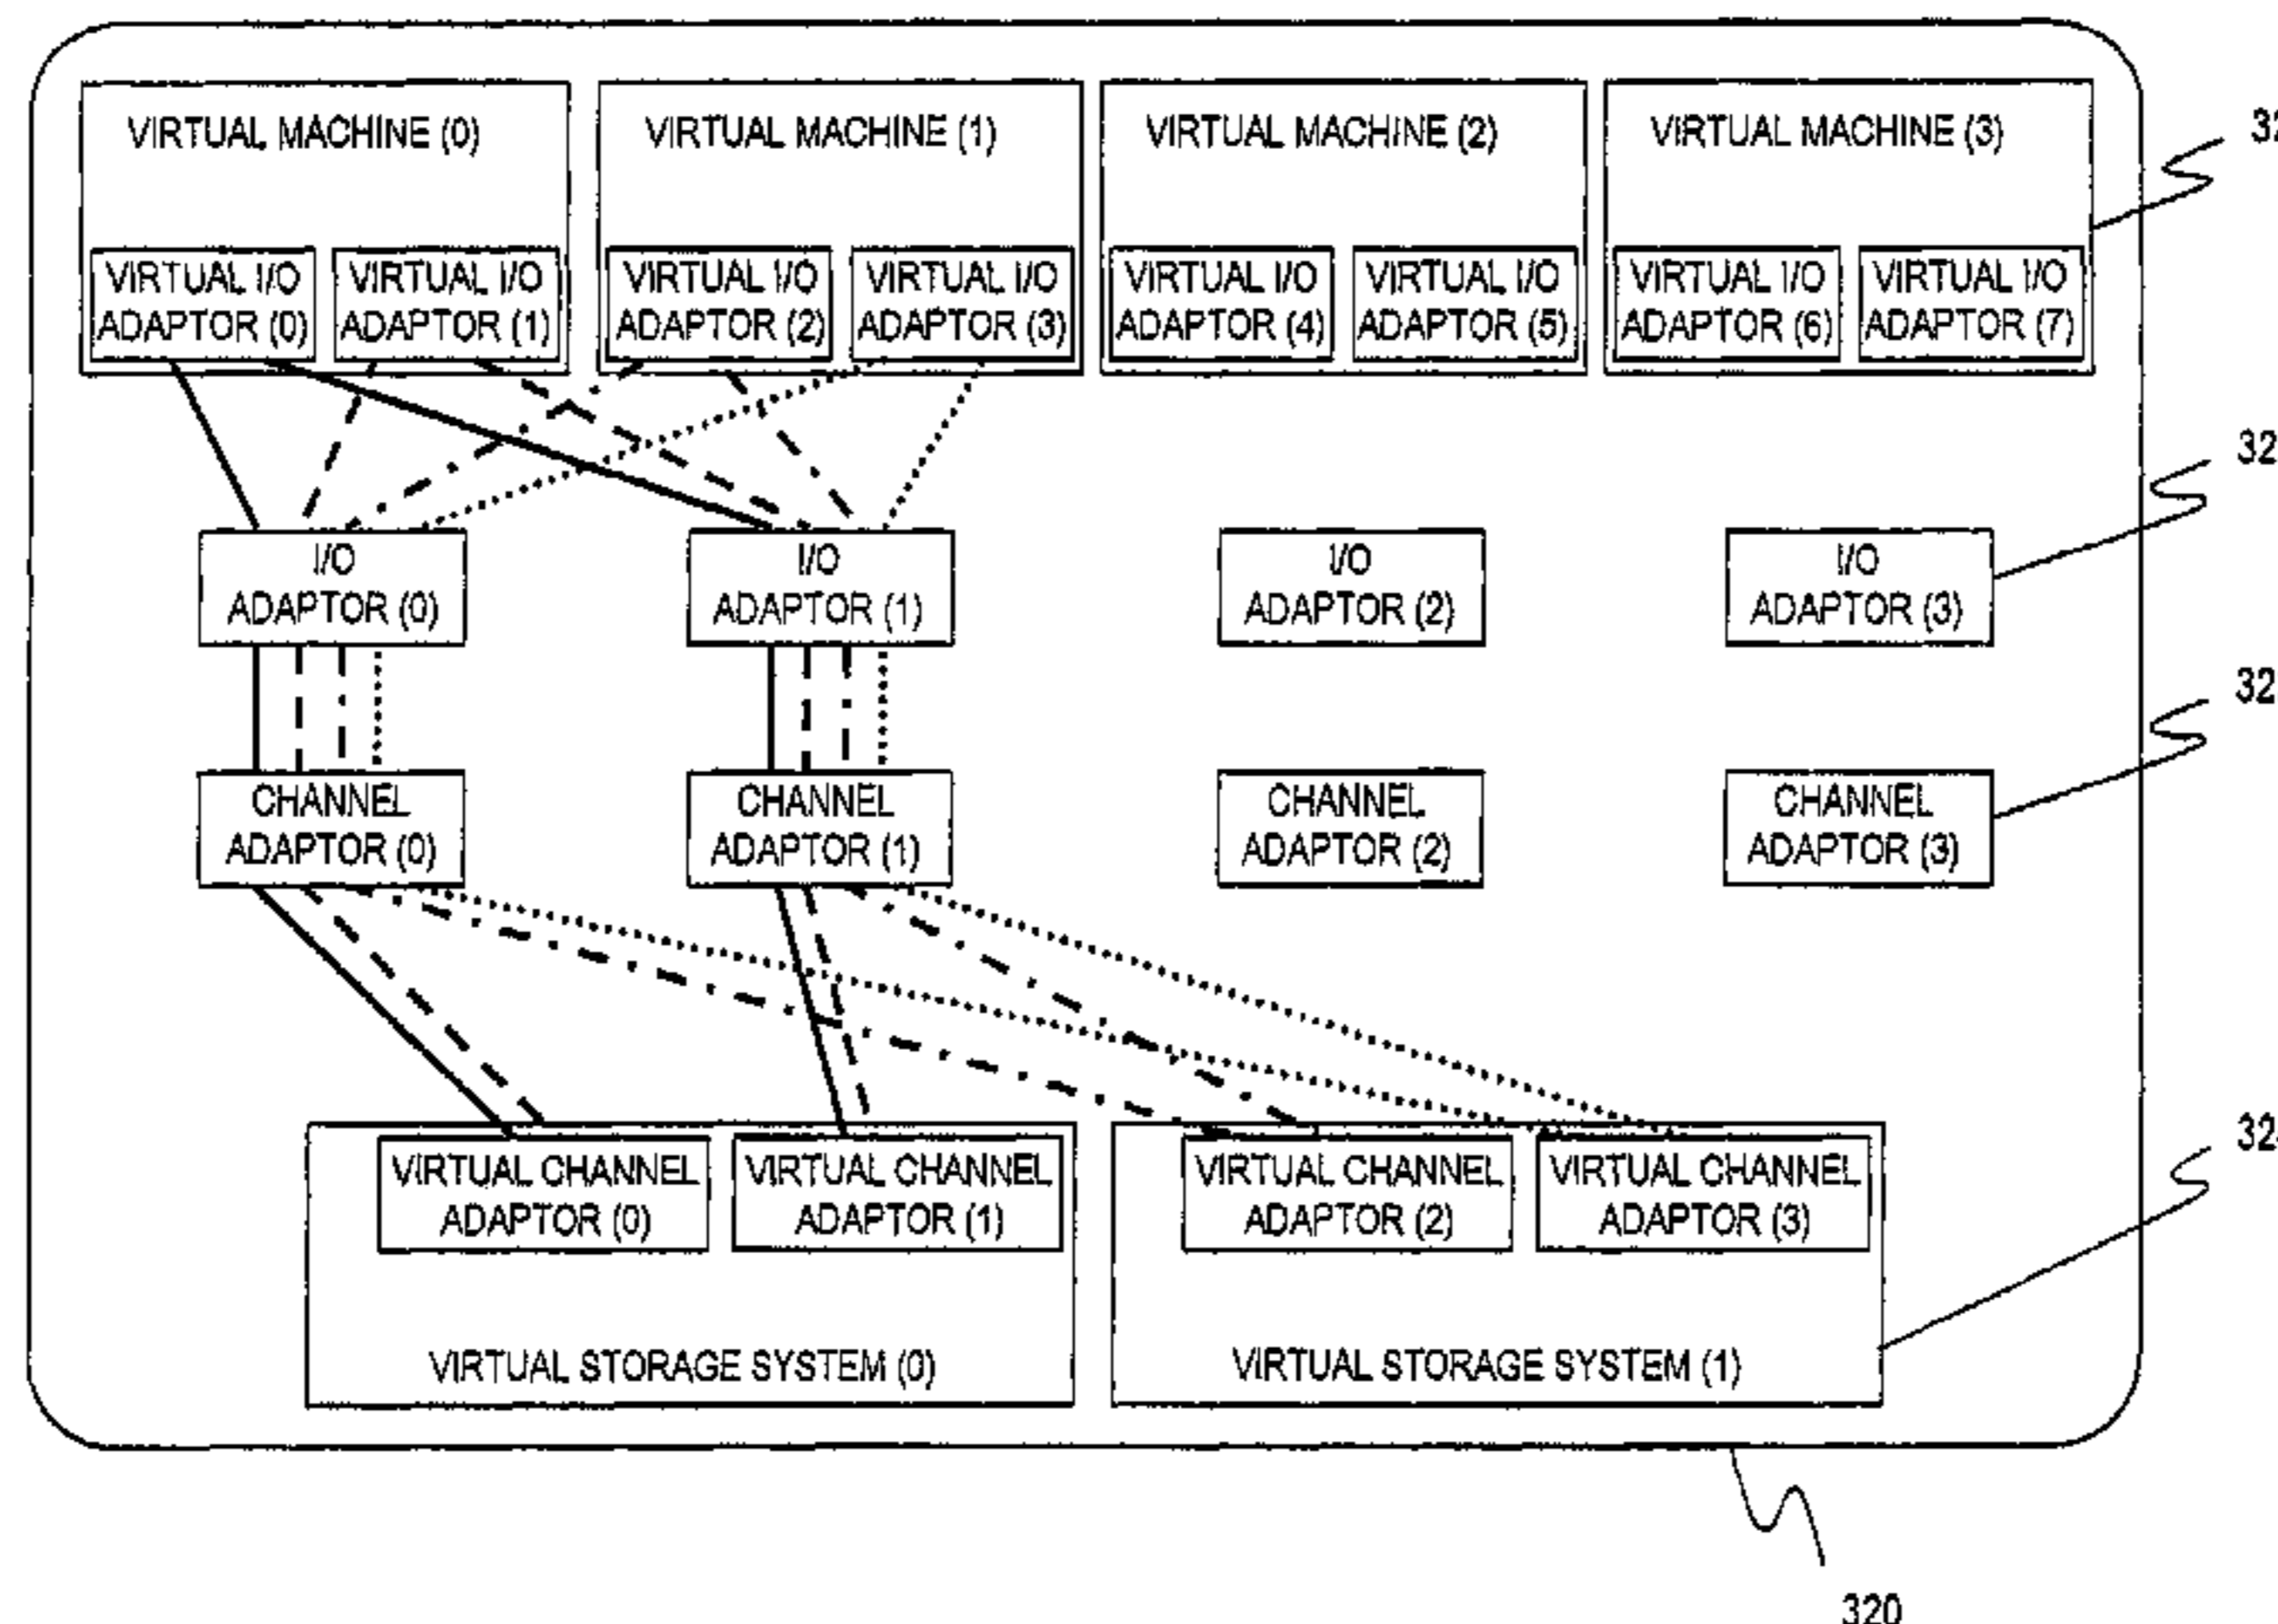 VIRTUAL MACHINE (0)
VIRTUAL MACHINE (1)
VIRTUAL MACHINE (2)
VIRTUAL MACHINE (3)
VIRTUAL I/O
ADAPTOR (0)
VIRTUAL I/O
ADAPTOR (1)
VIRTUAL I/O
ADAPTOR (2)
VIRTUAL I/O
ADAPTOR (3)
VIRTUAL I/O
ADAPTOR (4)
VIRTUAL I/O
ADAPTOR (5)
VIRTUAL I/O
ADAPTOR (6)
VIRTUAL I/O
ADAPTOR (7)
I/O
ADAPTOR (0)
I/O
ADAPTOR (1)
I/O
ADAPTOR (2)
I/O
ADAPTOR (3)
CHANNEL
ADAPTOR (0)
CHANNEL
ADAPTOR (1)
CHANNEL
ADAPTOR (2)
CHANNEL
ADAPTOR (3)
VIRTUAL CHANNEL
ADAPTOR (0)
VIRTUAL CHANNEL
ADAPTOR (1)
VIRTUAL CHANNEL
ADAPTOR (2)
VIRTUAL CHANNEL
ADAPTOR (3)
VIRTUAL STORAGE SYSTEM (0)
VIRTUAL STORAGE SYSTEM (1)
320